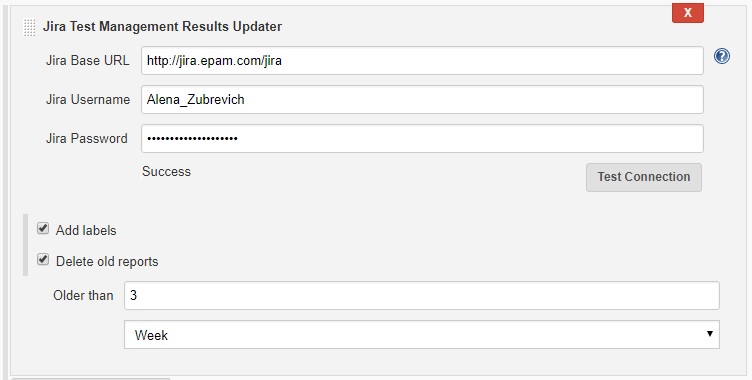 X
Jira Test Management Results Updater
Jira Base URL http://jira.epam.com/jira ?
Jira Username Alena_Zubrevich
Jira Password ••••••••••••••••••••
Success Test Connection
Add labels
Delete old reports
Older than 3
Week